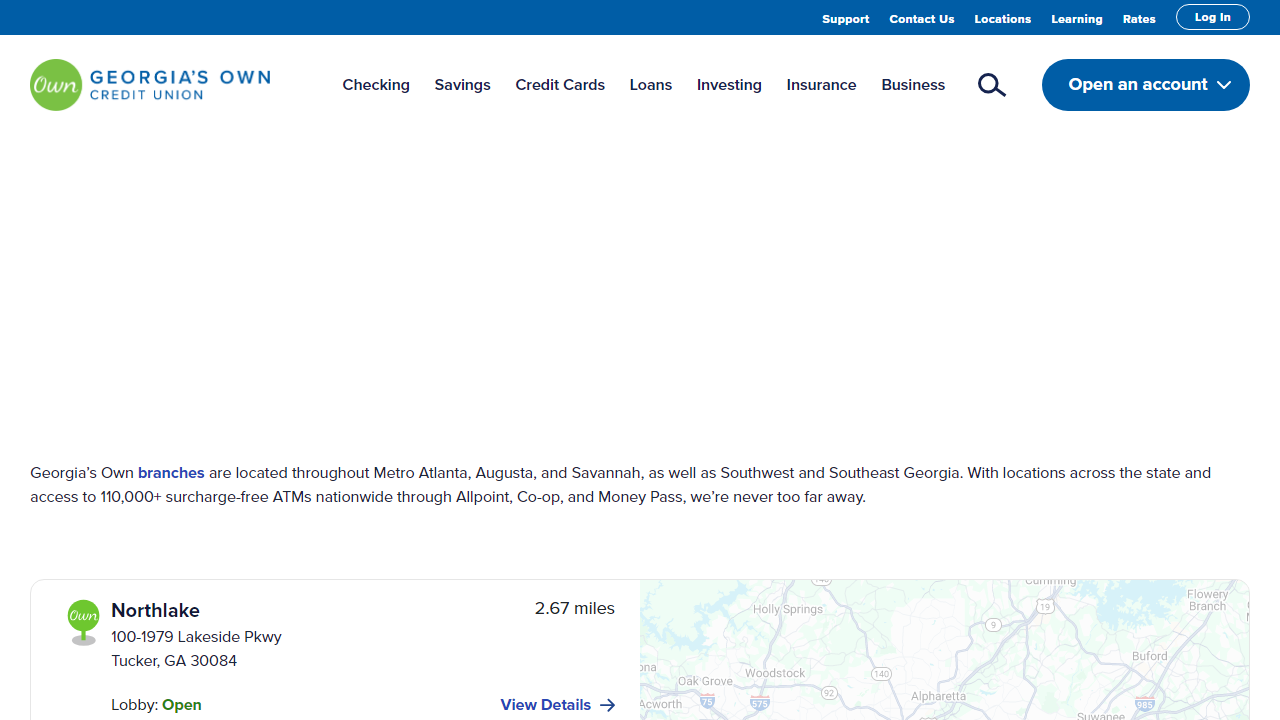 Support Contact Us Locations Learning Rates Log In
Own GEORGIA'S OWN
CREDIT UNION
Checking Savings Credit Cards Loans Investing Insurance Business Open an account
Georgia's Own branches are located throughout Metro Atlanta, Augusta, and Savannah, as well as Southwest and Southeast Georgia. With locations across the state and
access to 110,000+ surcharge-free ATMs nationwide through Allpoint, Co-op, and Money Pass, we're never too far away.
Own Northlake 2.67 miles
100-1979 Lakeside Pkwy
Tucker, GA 30084
Lobby: Open View Details
Cumming
140
Holly Springs
Flowery
Branch
19
9
Buford
Woodstock
140
Oak Grove
92
Alpharetta
Acworth
75
575
985
Suwanee